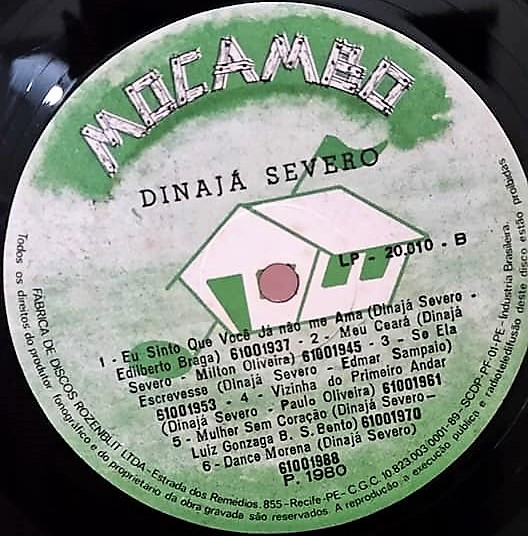 MOCAMBO
DINAJÁ SEVERO
LP - 20.010 - B
1 - Eu Sinto Que Você Já não me Ama (Dinajá Severo -
Edilberto Braga) 61001937 - 2 - Meu Ceará (Dinajá
Severo - Milton Oliveira) 61001945 - 3 - Se Ela
Escrevesse (Dinajá Severo - Edmar Sampaio)
61001953 - 4 - Vizinha do Primeiro Andar
(Dinajá Severo - Paulo Oliveira) 61001961
5 - Mulher Sem Coração (Dinajá Severo -
Luiz Gonzaga B. S. Bento) 61001970
6 - Dance Morena (Dinajá Severo)
61001988
P. 1980
FÁBRICA DE DISCOS ROZENBLIT LTDA - Estrada dos Remédios. 855 - Recife - PE - C.G.C. 10.823.003/0001-89 - SCDP-PF 01-PE - Industria Brasileira.
Todos os direitos do produtor fonográfico e do proprietário da obra gravada são reservados. A reprodução a execução publica e radioteledifusão deste disco estão proibidas